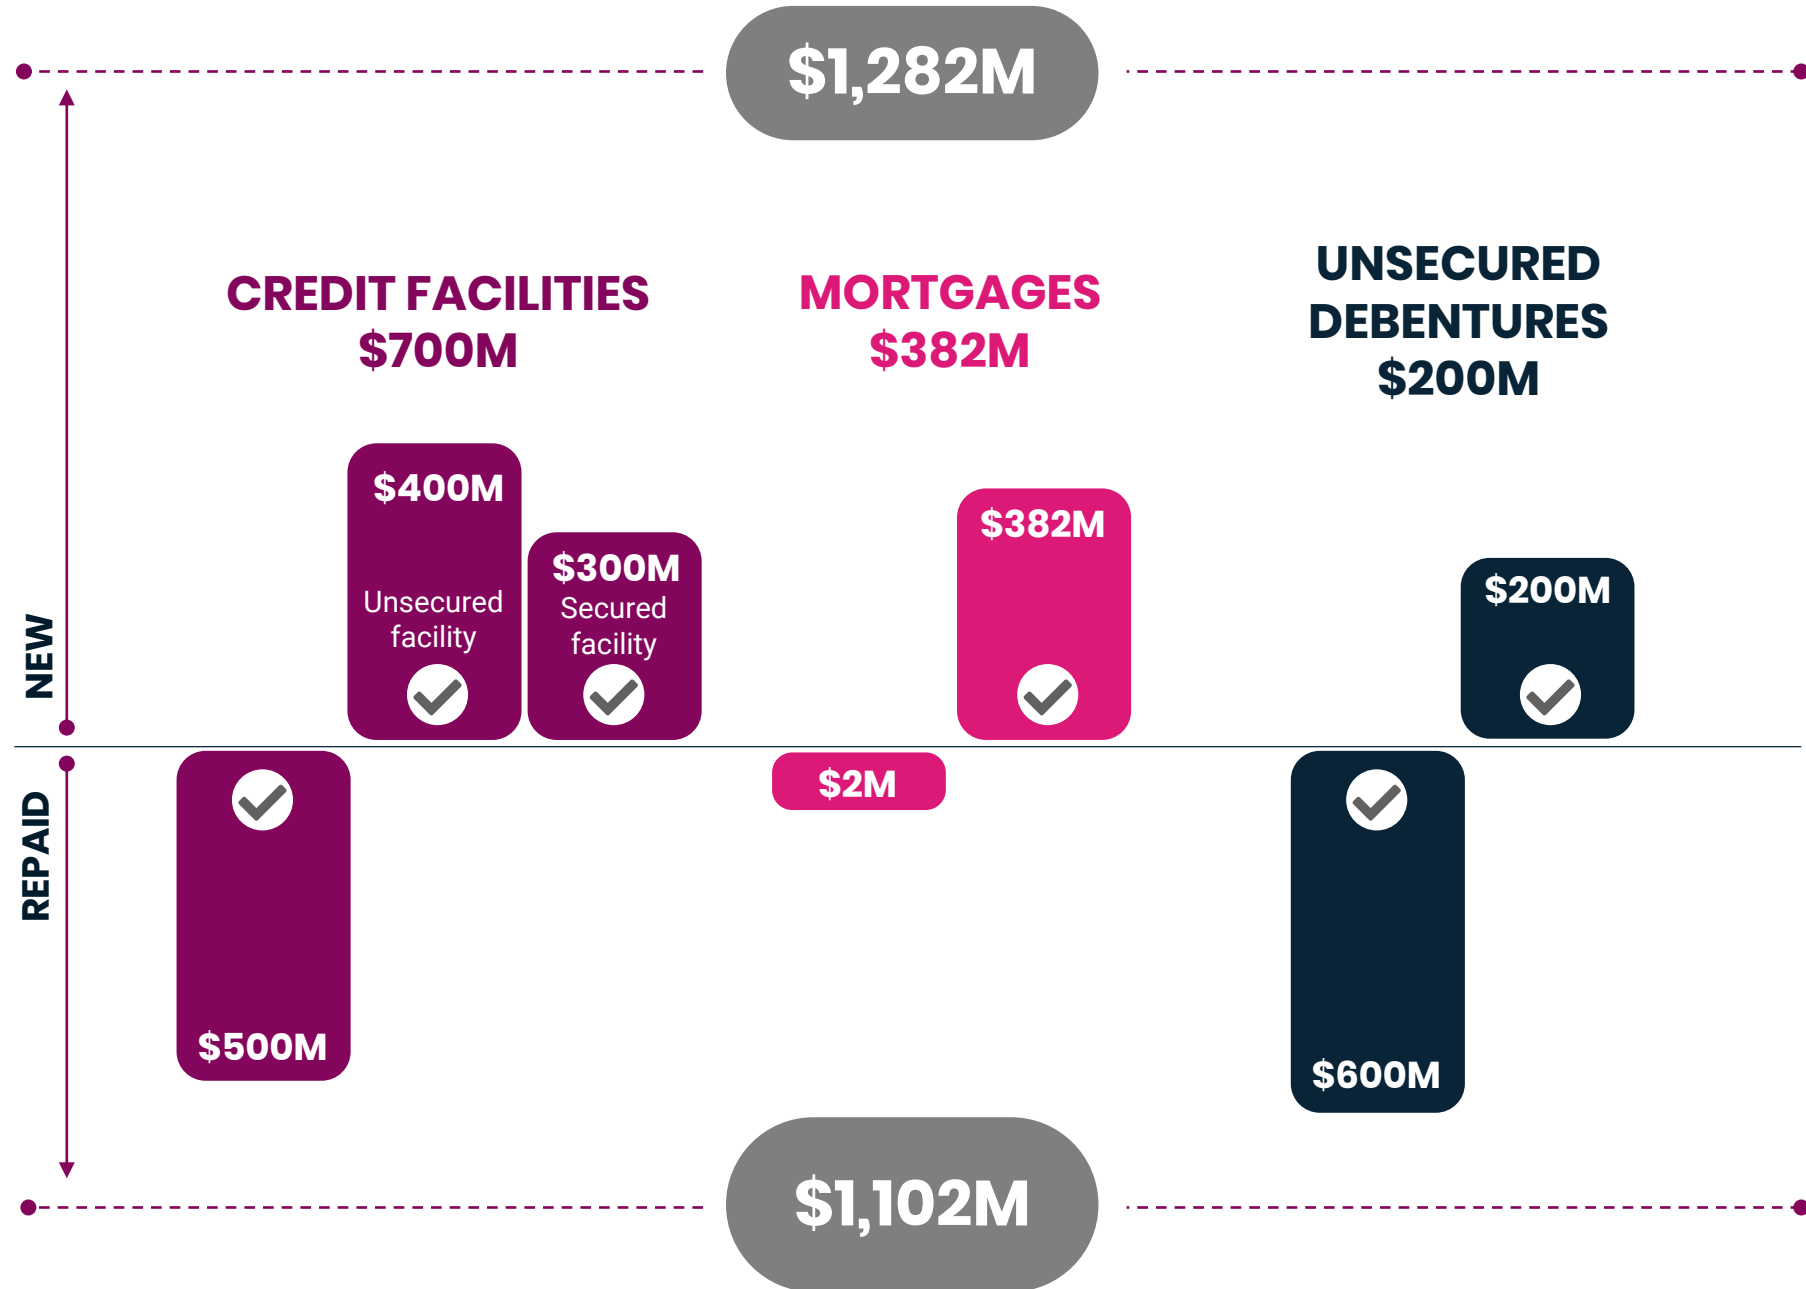 $1,282M
CREDIT FACILITIES
$700M
MORTGAGES
$382M
UNSECURED
DEBENTURES
$200M
NEW
$400M
Unsecured
facility
$300M
Secured
facility
$382M
$200M
REPAID
$500M
$2M
$600M
$1,102M